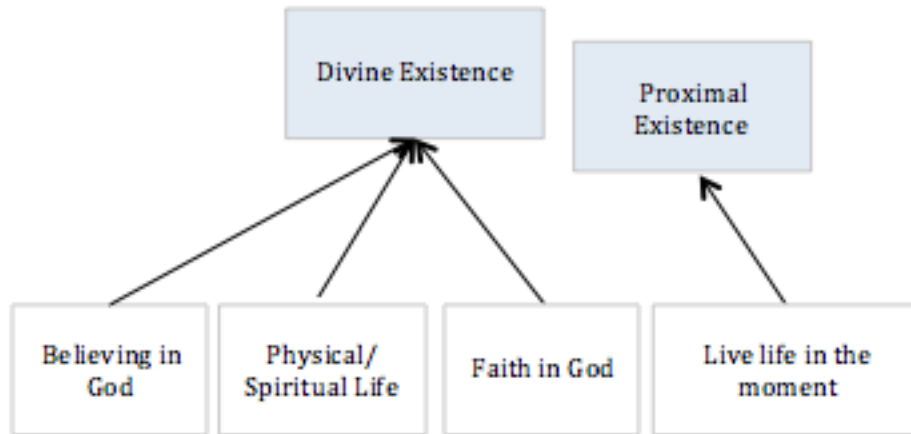 Divine Existence
Proximal
Existence
Believing in
God
Physical/
Spiritual Life
Faith in God
Live life in the
moment